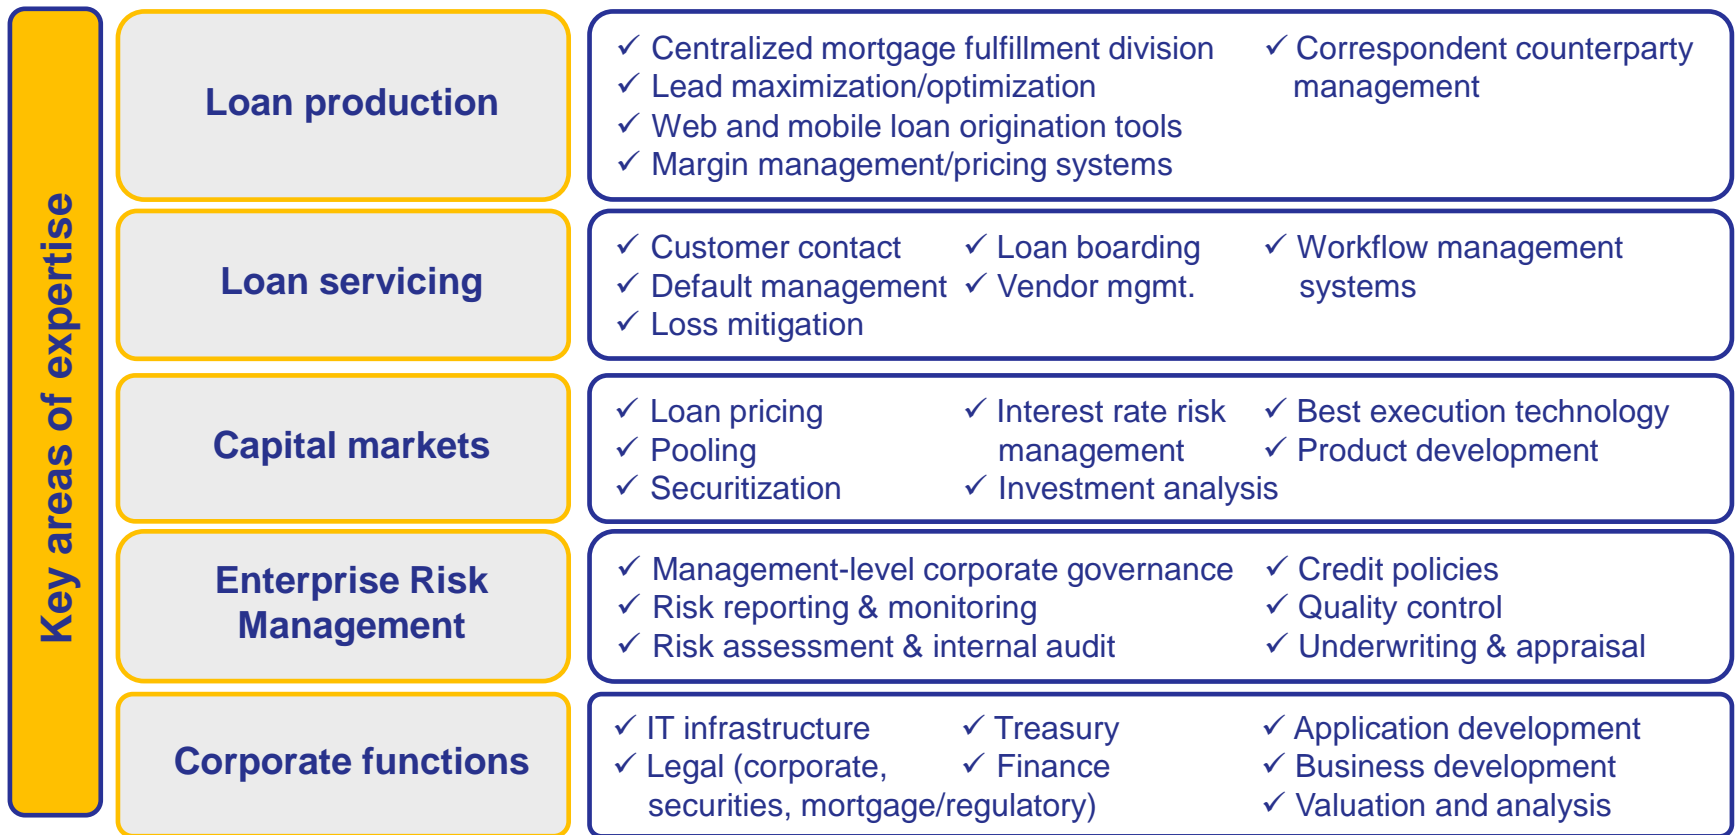 Key areas of expertise
Loan production
✓ Centralized mortgage fulfillment division
✓ Lead maximization/optimization
✓ Web and mobile loan origination tools
✓ Margin management/pricing systems
✓ Correspondent counterparty
management
Loan servicing
✓ Customer contact
✓ Default management
✓ Loss mitigation
✓ Loan boarding
✓ Vendor mgmt.
✓ Workflow management
systems
Capital markets
✓ Loan pricing
✓ Pooling
✓ Securitization
✓ Interest rate risk
management
✓ Investment analysis
✓ Best execution technology
✓ Product development
Enterprise Risk
Management
✓ Management-level corporate governance
✓ Risk reporting & monitoring
✓ Risk assessment & internal audit
✓ Credit policies
✓ Quality control
✓ Underwriting & appraisal
Corporate functions
✓ IT infrastructure
✓ Legal (corporate,
securities, mortgage/regulatory)
✓ Treasury
✓ Finance
✓ Application development
✓ Business development
✓ Valuation and analysis